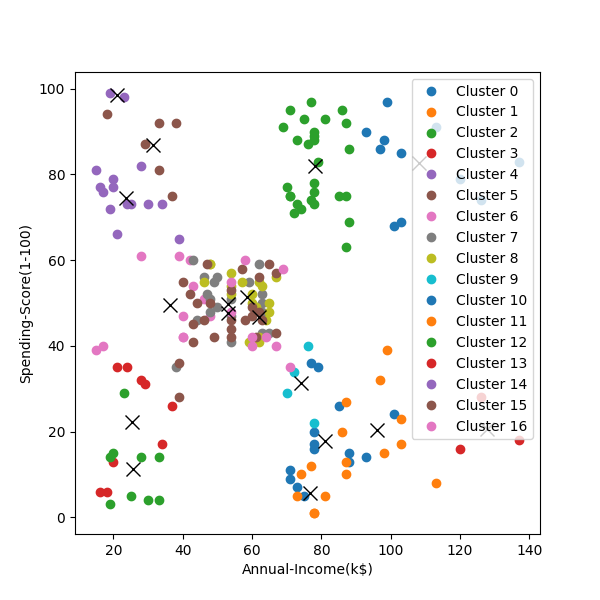 100
80
60
40
20
0
Spending-Score(1-100)
20
40
60
80
100
120
140
Annual-Income(k$)
Cluster 0
Cluster 1
Cluster 2
Cluster 3
Cluster 4
Cluster 5
Cluster 6
Cluster 7
Cluster 8
Cluster 9
Cluster 10
Cluster 11
Cluster 12
Cluster 13
Cluster 14
Cluster 15
Cluster 16